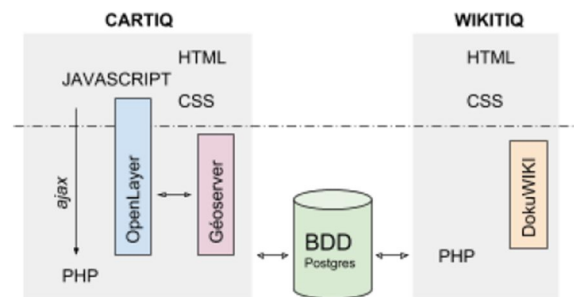 CARTIQ
WIKITIQ
HTML
JAVASCRIPT
CSS
ajax
OpenLayer
Géoserver
PHP
BDD
Postgres
HTML
CSS
DokuWIKI
PHP